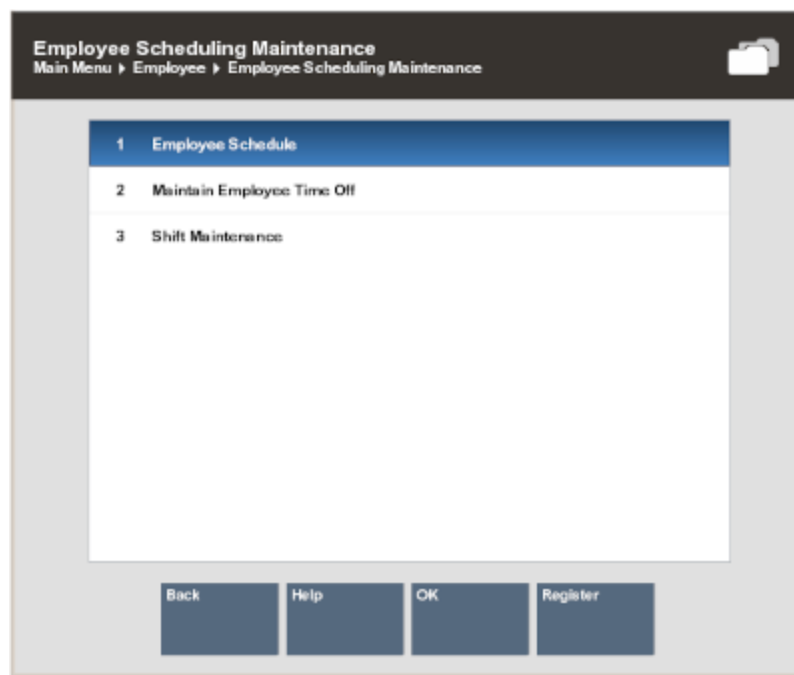 Employee Scheduling Maintenance
Main Menu ▸ Employee ▸ Employee Scheduling Maintenance
1 Employee Schedule
2 Maintain Employee Time Off
3 Shift Maintenance
Back Help OK Register